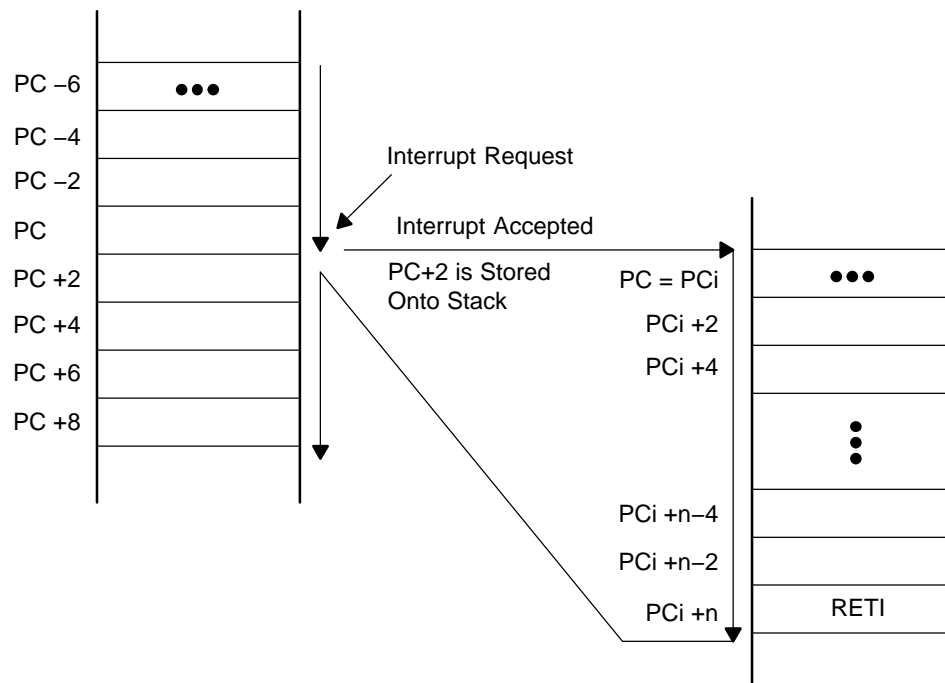 PC −6
PC −4
PC −2
PC
PC +2
PC +4
PC +6
PC +8
Interrupt Request
Interrupt Accepted
PC+2 is Stored
Onto Stack
PC = PCi
PCi +2
PCi +4
PCi +n−4
PCi +n−2
PCi +n
RETI